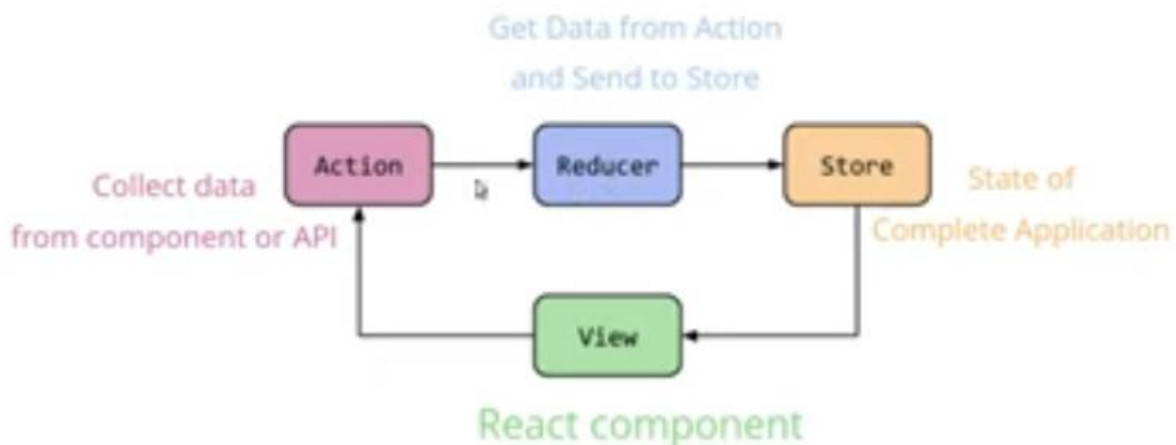 Get Data from Action
and Send to Store
Action
Reducer
Store
Collect data
from component or API
State of
Complete Application
View
React component